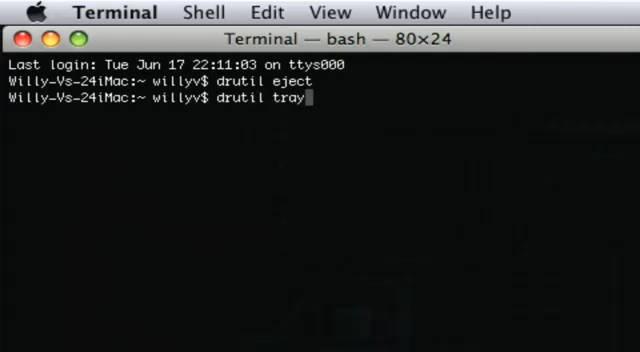 Terminal Shell Edit View Window Help
Terminal — bash — 80×24
Last login: Tue Jun 17 22:11:03 on ttys000
Willy-Vs-24iMac:~ willyv$ drutil eject
Willy-Vs-24iMac:~ willyv$ drutil tray